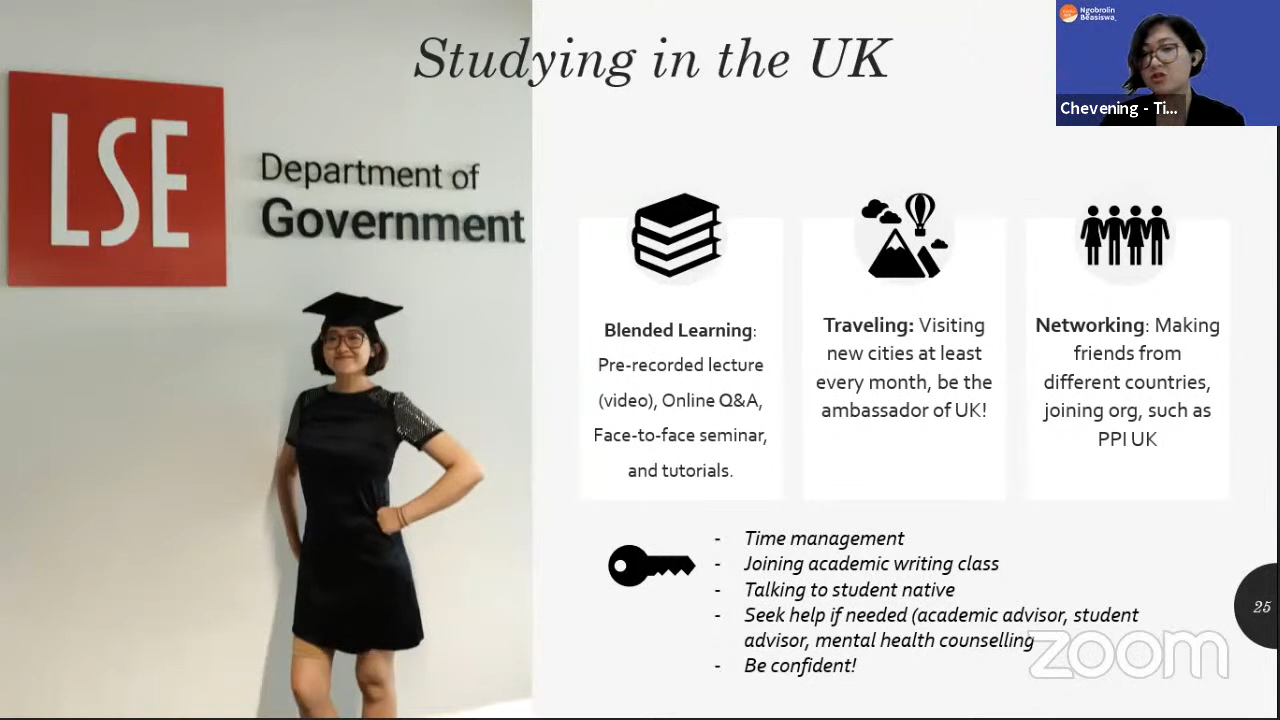 Studying in the UK
Ngobrolin
Beasiswa
Chevening - Ti...
LSE
Department of
Government
Blended Learning:
Pre-recorded lecture
(video), Online Q&A,
Face-to-face seminar,
and tutorials.
Traveling: Visiting
new cities at least
every month, be the
ambassador of UK!
Networking: Making
friends from
different countries,
joining org, such as
PPI UK
- Time management
- Joining academic writing class
- Talking to student native
- Seek help if needed (academic advisor, student
advisor, mental health counselling
- Be confident!
25
zoom